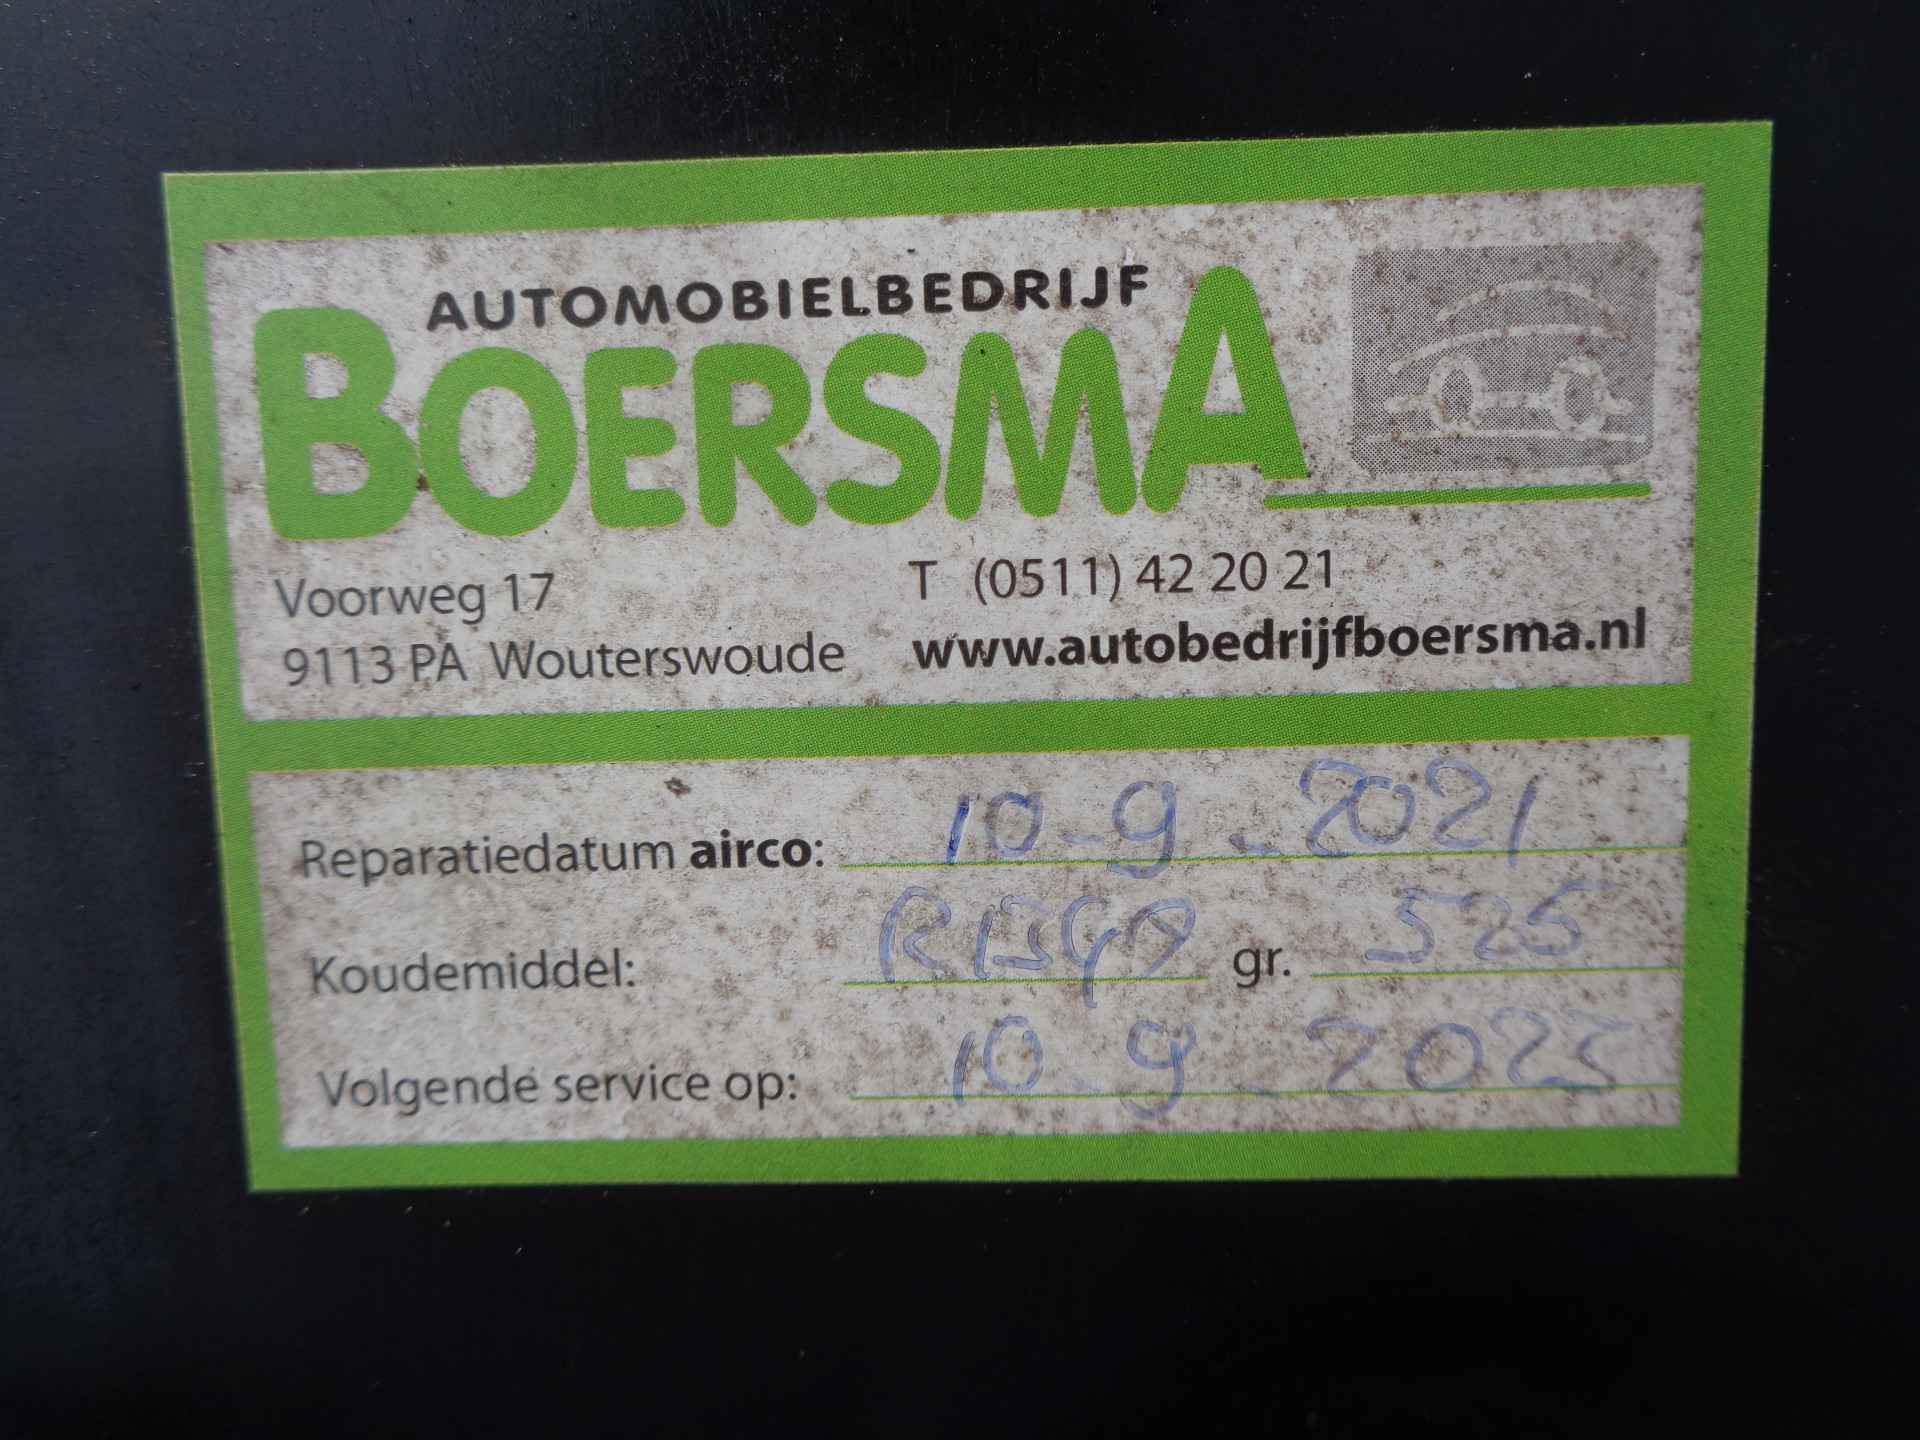 AUTOMOBIELBEDRIJF
BOERSMA
Voorweg 17
9113 PA Wouterswoude
T (0511) 42 20 21
www.autobedrijfboersma.nl
Reparatiedatum airco: 10-9-2021
Koudemiddel: R134A gr. 525
Volgende service op: 10-9-2023